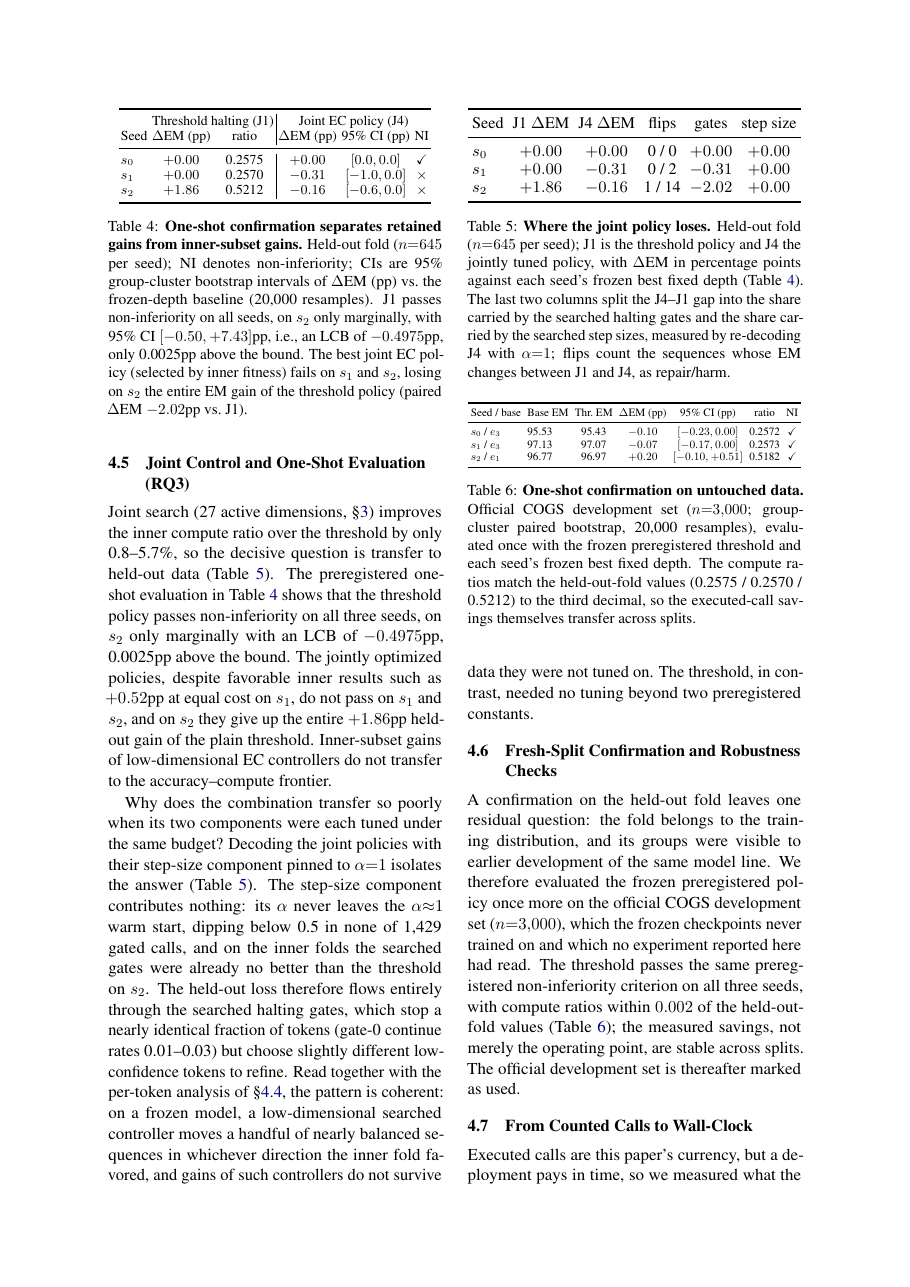 Threshold halting (J1) Joint EC policy (J4)
Seed ΔEM (pp) ratio ΔEM (pp) 95% CI (pp) NI
s0 +0.00 0.2575 +0.00 [0.0, 0.0] ✓
s1 +0.00 0.2570 −0.31 [−1.0, 0.0] ×
s2 +1.86 0.5212 −0.16 [−0.6, 0.0] ×
Table 4: One-shot confirmation separates retained
gains from inner-subset gains. Held-out fold (n=645
per seed); NI denotes non-inferiority; CIs are 95%
group-cluster bootstrap intervals of ΔEM (pp) vs. the
frozen-depth baseline (20,000 resamples). J1 passes
non-inferiority on all seeds, on s2 only marginally, with
95% CI [−0.50, +7.43]pp, i.e., an LCB of −0.4975pp,
only 0.0025pp above the bound. The best joint EC pol-
icy (selected by inner fitness) fails on s1 and s2, losing
on s2 the entire EM gain of the threshold policy (paired
ΔEM −2.02pp vs. J1).
4.5 Joint Control and One-Shot Evaluation
(RQ3)
Joint search (27 active dimensions, §3) improves
the inner compute ratio over the threshold by only
0.8–5.7%, so the decisive question is transfer to
held-out data (Table 5). The preregistered one-
shot evaluation in Table 4 shows that the threshold
policy passes non-inferiority on all three seeds, on
s2 only marginally with an LCB of −0.4975pp,
0.0025pp above the bound. The jointly optimized
policies, despite favorable inner results such as
+0.52pp at equal cost on s1, do not pass on s1 and
s2, and on s2 they give up the entire +1.86pp held-
out gain of the plain threshold. Inner-subset gains
of low-dimensional EC controllers do not transfer
to the accuracy–compute frontier.
Why does the combination transfer so poorly
when its two components were each tuned under
the same budget? Decoding the joint policies with
their step-size component pinned to α=1 isolates
the answer (Table 5). The step-size component
contributes nothing: its α never leaves the α≈1
warm start, dipping below 0.5 in none of 1,429
gated calls, and on the inner folds the searched
gates were already no better than the threshold
on s2. The held-out loss therefore flows entirely
through the searched halting gates, which stop a
nearly identical fraction of tokens (gate-0 continue
rates 0.01–0.03) but choose slightly different low-
confidence tokens to refine. Read together with the
per-token analysis of §4.4, the pattern is coherent:
on a frozen model, a low-dimensional searched
controller moves a handful of nearly balanced se-
quences in whichever direction the inner fold fa-
vored, and gains of such controllers do not survive
Seed J1 ΔEM J4 ΔEM flips gates step size
s0 +0.00 +0.00 0 / 0 +0.00 +0.00
s1 +0.00 −0.31 0 / 2 −0.31 +0.00
s2 +1.86 −0.16 1 / 14 −2.02 +0.00
Table 5: Where the joint policy loses. Held-out fold
(n=645 per seed); J1 is the threshold policy and J4 the
jointly tuned policy, with ΔEM in percentage points
against each seed's frozen best fixed depth (Table 4).
The last two columns split the J4–J1 gap into the share
carried by the searched halting gates and the share car-
ried by the searched step sizes, measured by re-decoding
J4 with α=1; flips count the sequences whose EM
changes between J1 and J4, as repair/harm.
Seed / base Base EM Thr. EM ΔEM (pp) 95% CI (pp) ratio NI
s0 / e3 95.53 95.43 −0.10 [−0.23, 0.00] 0.2572 ✓
s1 / e3 97.13 97.07 −0.07 [−0.17, 0.00] 0.2573 ✓
s2 / e1 96.77 96.97 +0.20 [−0.10, +0.51] 0.5182 ✓
Table 6: One-shot confirmation on untouched data.
Official COGS development set (n=3,000; group-
cluster paired bootstrap, 20,000 resamples), evalu-
ated once with the frozen preregistered threshold and
each seed's frozen best fixed depth. The compute ra-
tios match the held-out-fold values (0.2575 / 0.2570 /
0.5212) to the third decimal, so the executed-call sav-
ings themselves transfer across splits.
data they were not tuned on. The threshold, in con-
trast, needed no tuning beyond two preregistered
constants.
4.6 Fresh-Split Confirmation and Robustness
Checks
A confirmation on the held-out fold leaves one
residual question: the fold belongs to the train-
ing distribution, and its groups were visible to
earlier development of the same model line. We
therefore evaluated the frozen preregistered pol-
icy once more on the official COGS development
set (n=3,000), which the frozen checkpoints never
trained on and which no experiment reported here
had read. The threshold passes the same prereg-
istered non-inferiority criterion on all three seeds,
with compute ratios within 0.002 of the held-out-
fold values (Table 6); the measured savings, not
merely the operating point, are stable across splits.
The official development set is thereafter marked
as used.
4.7 From Counted Calls to Wall-Clock
Executed calls are this paper's currency, but a de-
ployment pays in time, so we measured what the